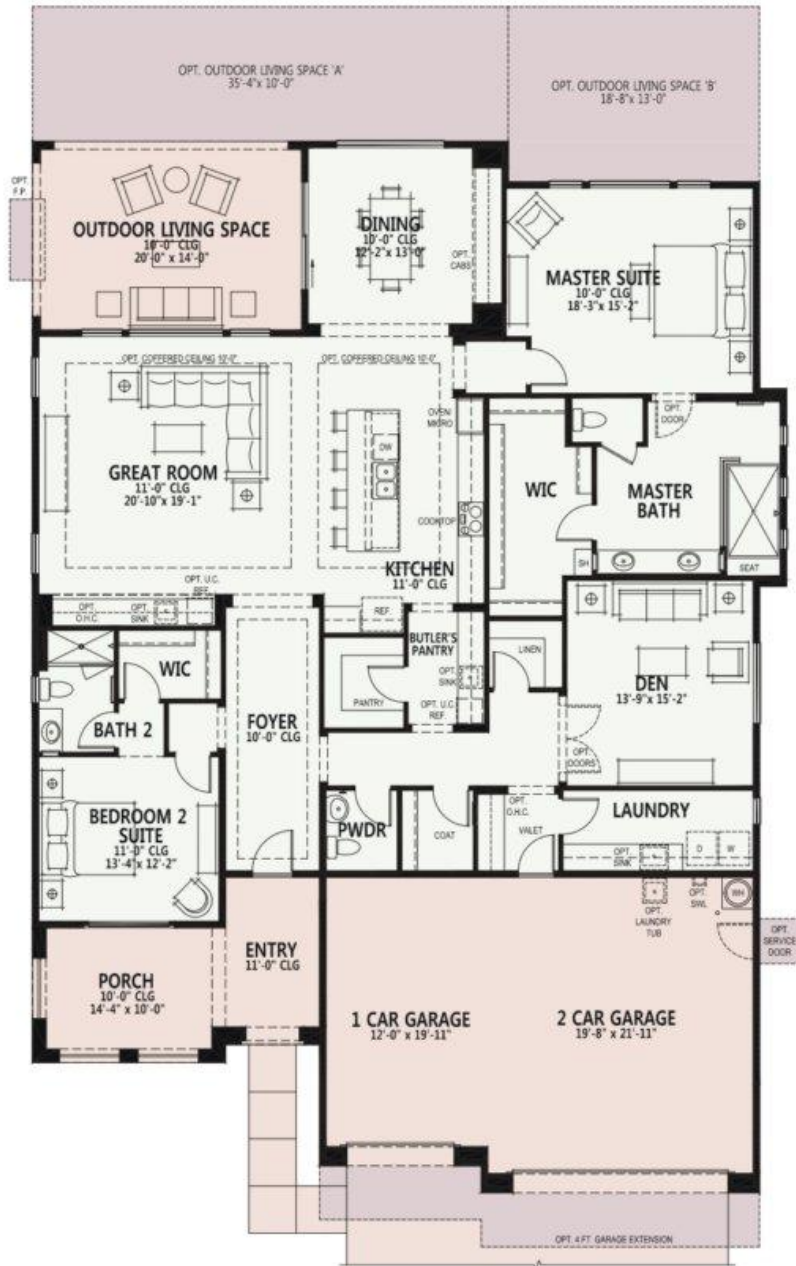 OPT. OUTDOOR LIVING SPACE 'A'
35'-4"x 10'-0"
OPT. OUTDOOR LIVING SPACE 'B'
18'-8"x 13'-0"
OPT.
F.P.
OUTDOOR LIVING SPACE
10'-0" CLG
20'-0" x 14'-0"
DINING
10'-0" CLG
12'-2"x 13'-0"
OPT.
CABS
MASTER SUITE
10'-0" CLG
18'-3"x 15'-2"
OPT. COFFERED CEILING 10'-0"
OPT. COFFERED CEILING 10'-0"
GREAT ROOM
11'-0" CLG
20'-10"x 19'-1"
OVEN/
MICRO
DW
COOKTOP
KITCHEN
11'-0" CLG
WIC
OPT.
DOOR
MASTER
BATH
SH
SEAT
OPT. U.C.
REF.
OPT.
O.H.C.
OPT.
SINK
REF.
BUTLER'S
PANTRY
OPT.
SINK
OPT. U.C.
REF.
PANTRY
LINEN
DEN
13'-9"x 15'-2"
OPT.
DOORS
WIC
BATH 2
FOYER
10'-0" CLG
BEDROOM 2
SUITE
11'-0" CLG
13'-4"x 12'-2"
PWDR
COAT
OPT.
O.H.C.
VALET
LAUNDRY
OPT.
SINK
D
W
OPT.
LAUNDRY
TUB
OPT.
SWL
WH
OPT.
SERVICE
DOOR
ENTRY
11'-0" CLG
PORCH
10'-0" CLG
14'-4" x 10'-0"
1 CAR GARAGE
12'-0" x 19'-11"
2 CAR GARAGE
19'-8" x 21'-11"
OPT. 4 FT. GARAGE EXTENSION